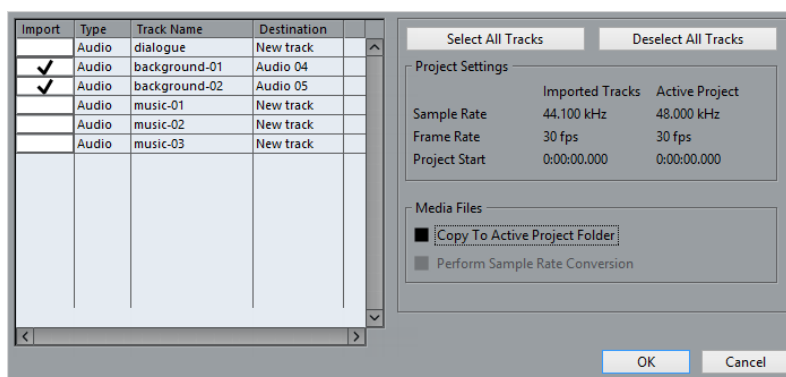 Import Type Track Name Destination
Audio dialogue New track
Audio background-01 Audio 04
Audio background-02 Audio 05
Audio music-01 New track
Audio music-02 New track
Audio music-03 New track
Select All Tracks Deselect All Tracks
Project Settings
Imported Tracks Active Project
Sample Rate 44.100 kHz 48.000 kHz
Frame Rate 30 fps 30 fps
Project Start 0:00:00.000 0:00:00.000
Media Files
Copy To Active Project Folder
Perform Sample Rate Conversion
OK Cancel